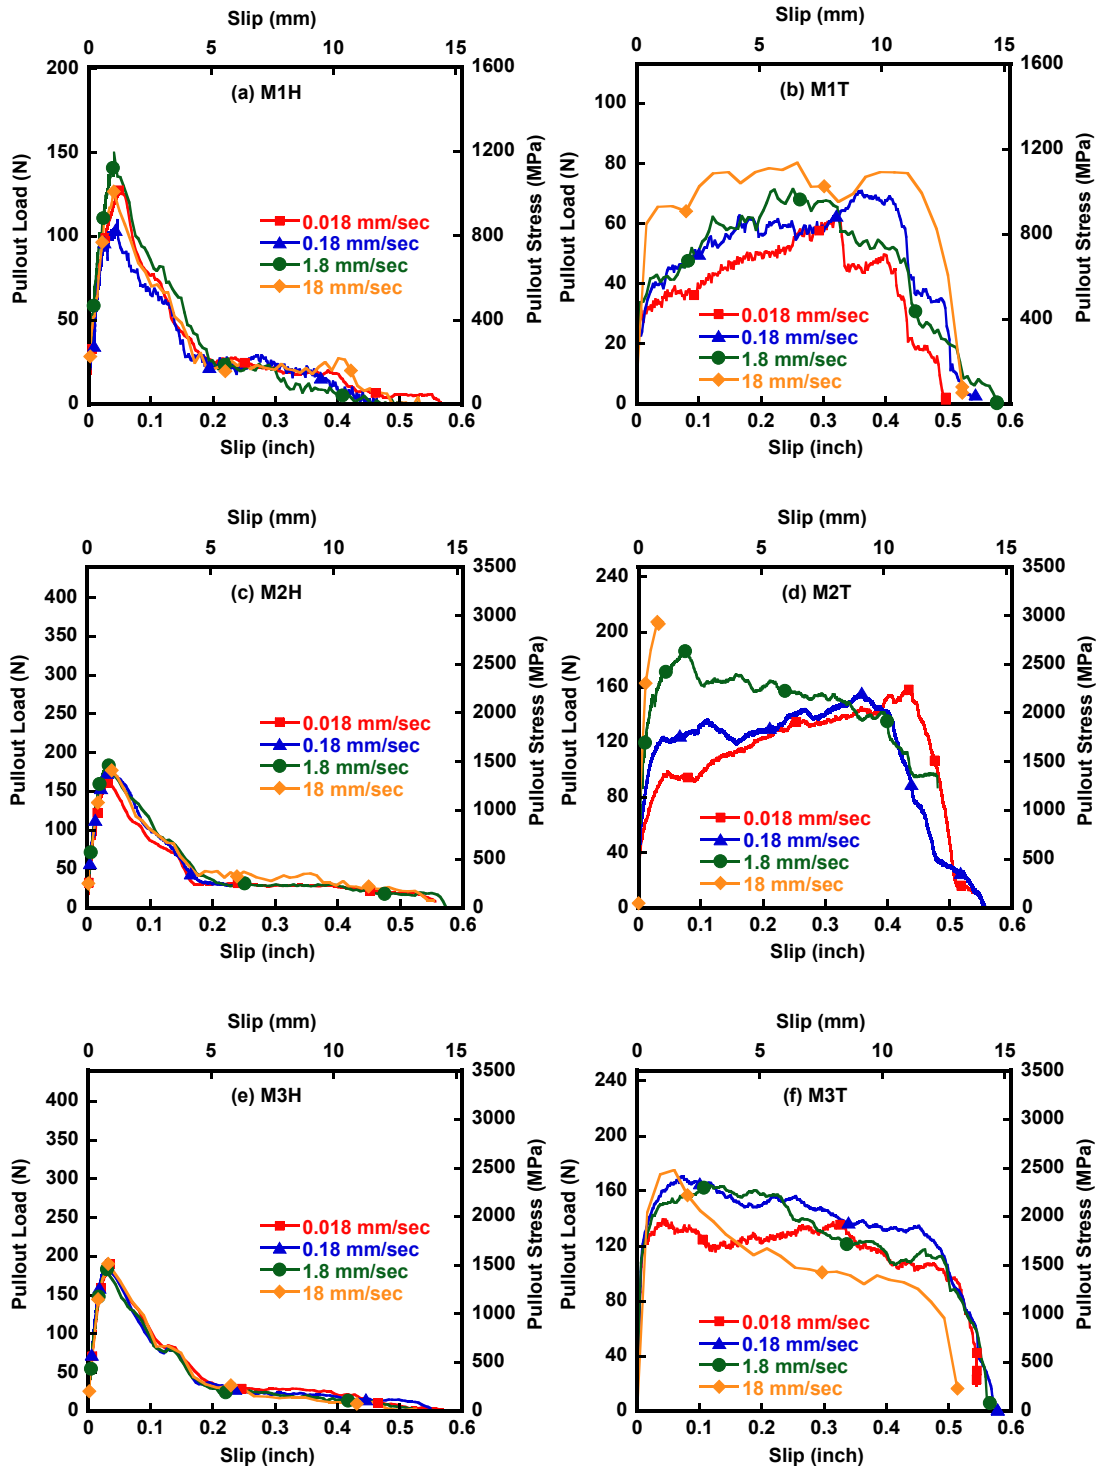 Slip (mm)
0 5 10 15
200
150
100
50
0
Pullout Load (N)
(a) M1H
0.018 mm/sec
0.18 mm/sec
1.8 mm/sec
18 mm/sec
1600
1200
800
400
0
Pullout Stress (MPa)
0 0.1 0.2 0.3 0.4 0.5 0.6
Slip (inch)
Slip (mm)
0 5 10 15
100
80
60
40
20
0
Pullout Load (N)
(b) M1T
0.018 mm/sec
0.18 mm/sec
1.8 mm/sec
18 mm/sec
1600
1200
800
400
0
Pullout Stress (MPa)
0 0.1 0.2 0.3 0.4 0.5 0.6
Slip (inch)
Slip (mm)
0 5 10 15
400
350
300
250
200
150
100
50
0
Pullout Load (N)
(c) M2H
0.018 mm/sec
0.18 mm/sec
1.8 mm/sec
18 mm/sec
3500
3000
2500
2000
1500
1000
500
0
Pullout Stress (MPa)
0 0.1 0.2 0.3 0.4 0.5 0.6
Slip (inch)
Slip (mm)
0 5 10 15
240
200
160
120
80
40
0
Pullout Load (N)
(d) M2T
0.018 mm/sec
0.18 mm/sec
1.8 mm/sec
18 mm/sec
3500
3000
2500
2000
1500
1000
500
0
Pullout Stress (MPa)
0 0.1 0.2 0.3 0.4 0.5 0.6
Slip (inch)
Slip (mm)
0 5 10 15
400
350
300
250
200
150
100
50
0
Pullout Load (N)
(e) M3H
0.018 mm/sec
0.18 mm/sec
1.8 mm/sec
18 mm/sec
3500
3000
2500
2000
1500
1000
500
0
Pullout Stress (MPa)
0 0.1 0.2 0.3 0.4 0.5 0.6
Slip (inch)
Slip (mm)
0 5 10 15
240
200
160
120
80
40
0
Pullout Load (N)
(f) M3T
0.018 mm/sec
0.18 mm/sec
1.8 mm/sec
18 mm/sec
3500
3000
2500
2000
1500
1000
500
0
Pullout Stress (MPa)
0 0.1 0.2 0.3 0.4 0.5 0.6
Slip (inch)